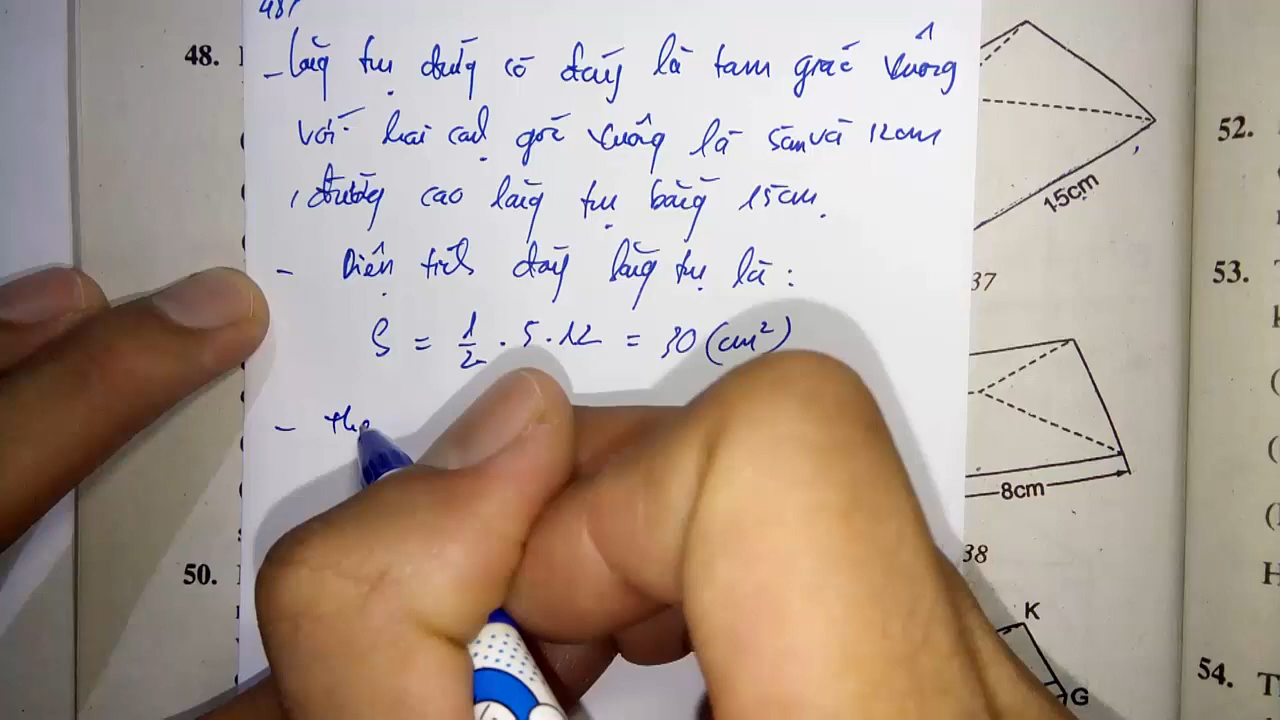 48/
48.
- Lăng trụ đứng có đáy là tam giác vuông
với hai cạnh góc vuông là 5cm và 12cm
, đường cao lăng trụ bằng 15cm.
- Diện tích đáy lăng trụ là :
S = 1/2 . 5 . 12 = 30 (cm²)
- the
50.
15cm
37
8cm
38
K
G
52.
53.
(
(
H
54. T